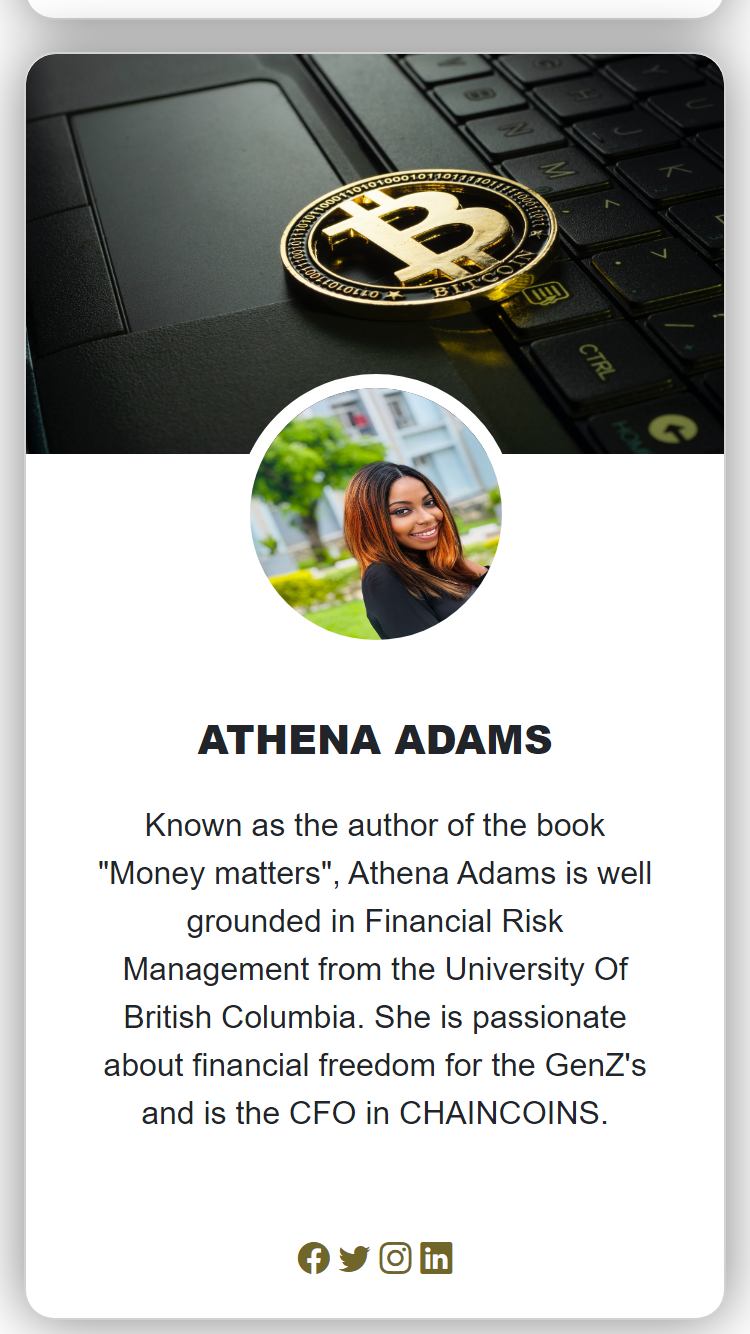 BITCOIN
CTRL
ATHENA ADAMS
Known as the author of the book
"Money matters", Athena Adams is well
grounded in Financial Risk
Management from the University Of
British Columbia. She is passionate
about financial freedom for the GenZ's
and is the CFO in CHAINCOINS.